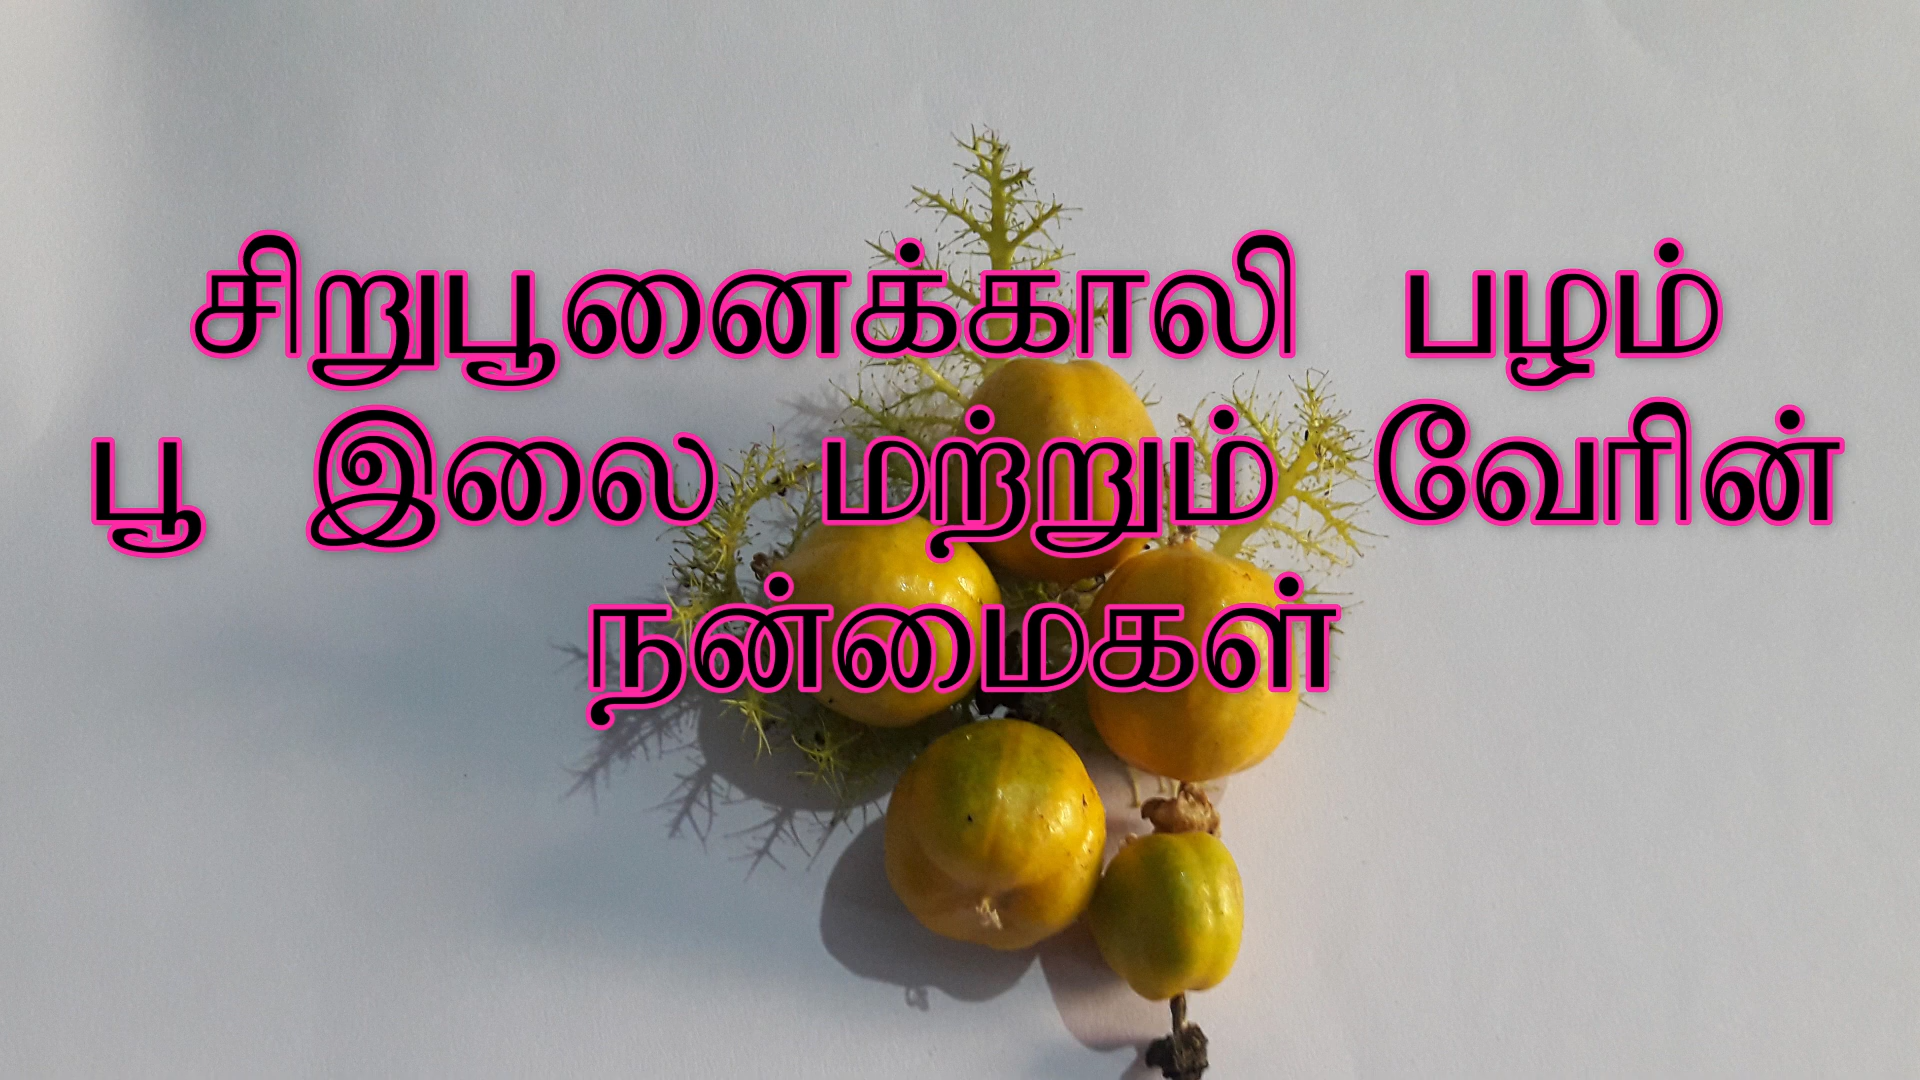 சிறுபூனைக்காலி பழம்
பூ இலை மற்றும் வேரின்
நன்மைகள்